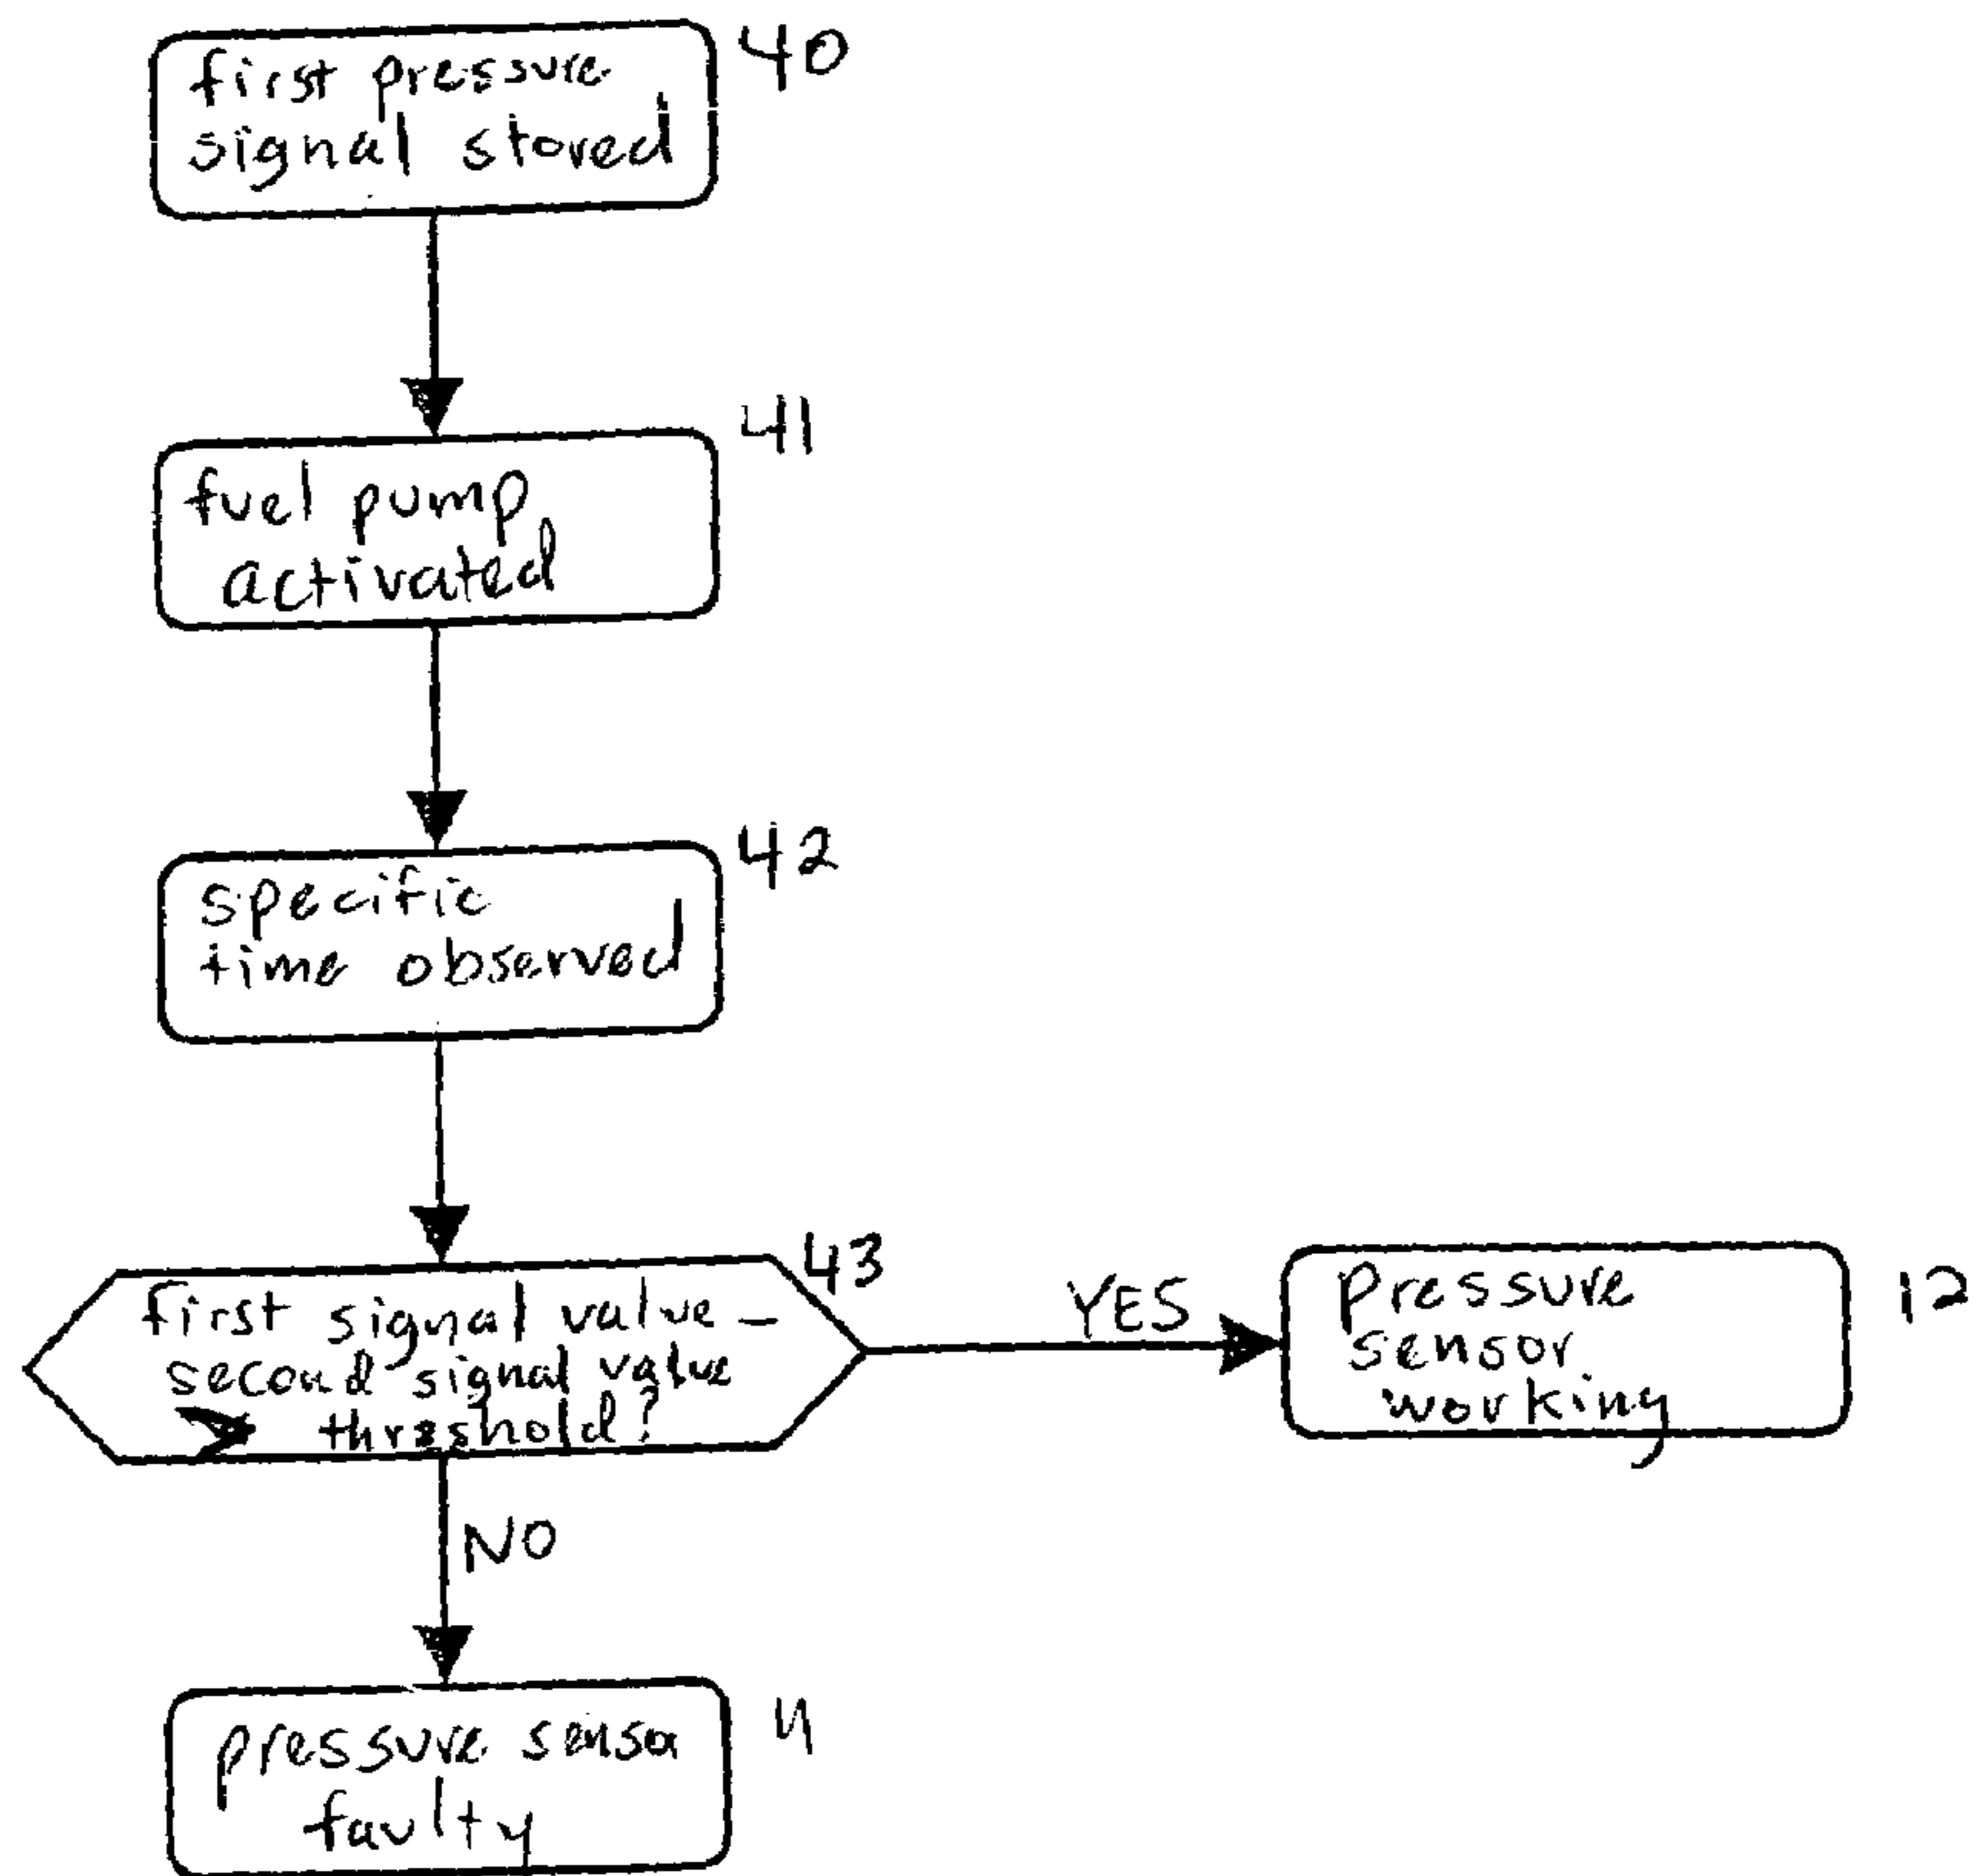 first pressure
signal stored
40
fuel pump
activated
41
specific
time observed
42
first signal value –
second signal value
> threshold?
43
YES
pressure
sensor
working
12
NO
pressure sensor
faulty